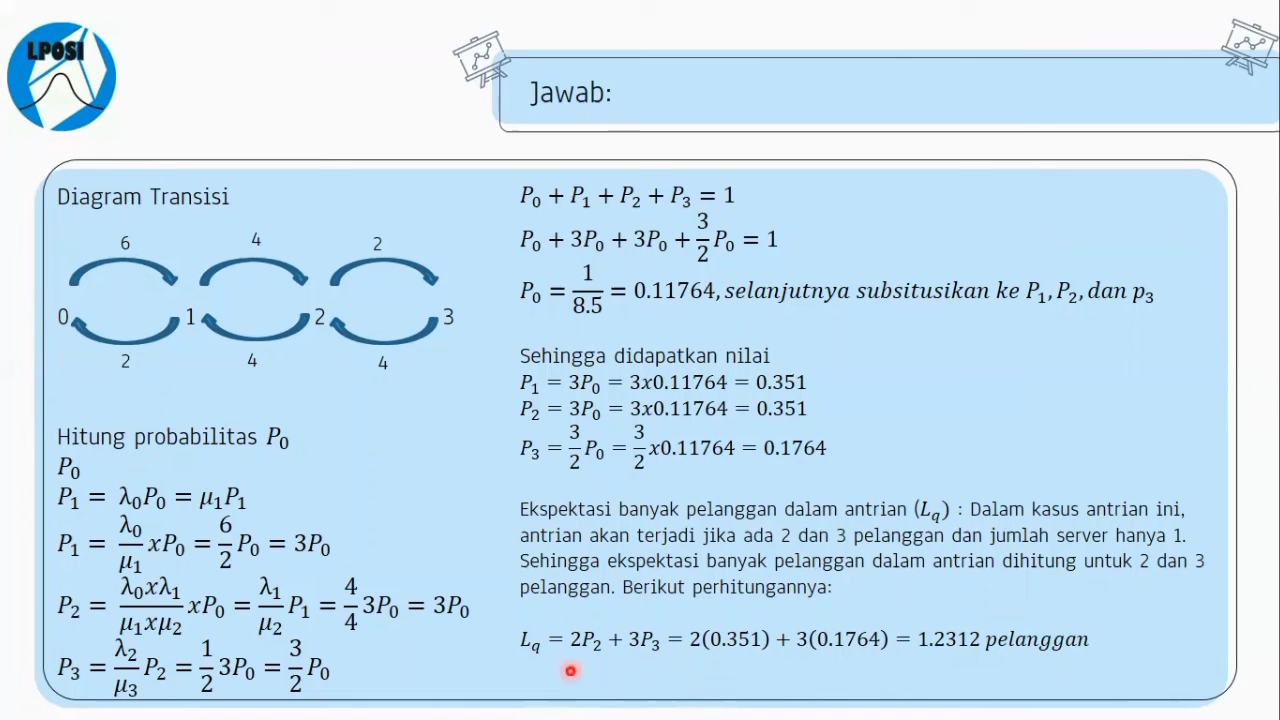 LPOSI
Jawab:
Diagram Transisi
6 4 2
0 1 2 3
2 4 4
Hitung probabilitas P₀
P₀
P₁ = λ₀P₀ = μ₁P₁
P₁ = λ₀/μ₁ xP₀ = 6/2 P₀ = 3P₀
P₂ = λ₀xλ₁/μ₁xμ₂ xP₀ = λ₁/μ₂ P₁ = 4/4 3P₀ = 3P₀
P₃ = λ₂/μ₃ P₂ = 1/2 3P₀ = 3/2 P₀
P₀ + P₁ + P₂ + P₃ = 1
P₀ + 3P₀ + 3P₀ + 3/2 P₀ = 1
P₀ = 1/8.5 = 0.11764, selanjutnya subsitusikan ke P₁, P₂, dan p₃
Sehingga didapatkan nilai
P₁ = 3P₀ = 3x0.11764 = 0.351
P₂ = 3P₀ = 3x0.11764 = 0.351
P₃ = 3/2 P₀ = 3/2 x0.11764 = 0.1764
Ekspektasi banyak pelanggan dalam antrian (L_q) : Dalam kasus antrian ini,
antrian akan terjadi jika ada 2 dan 3 pelanggan dan jumlah server hanya 1.
Sehingga ekspektasi banyak pelanggan dalam antrian dihitung untuk 2 dan 3
pelanggan. Berikut perhitungannya:
L_q = 2P₂ + 3P₃ = 2(0.351) + 3(0.1764) = 1.2312 pelanggan